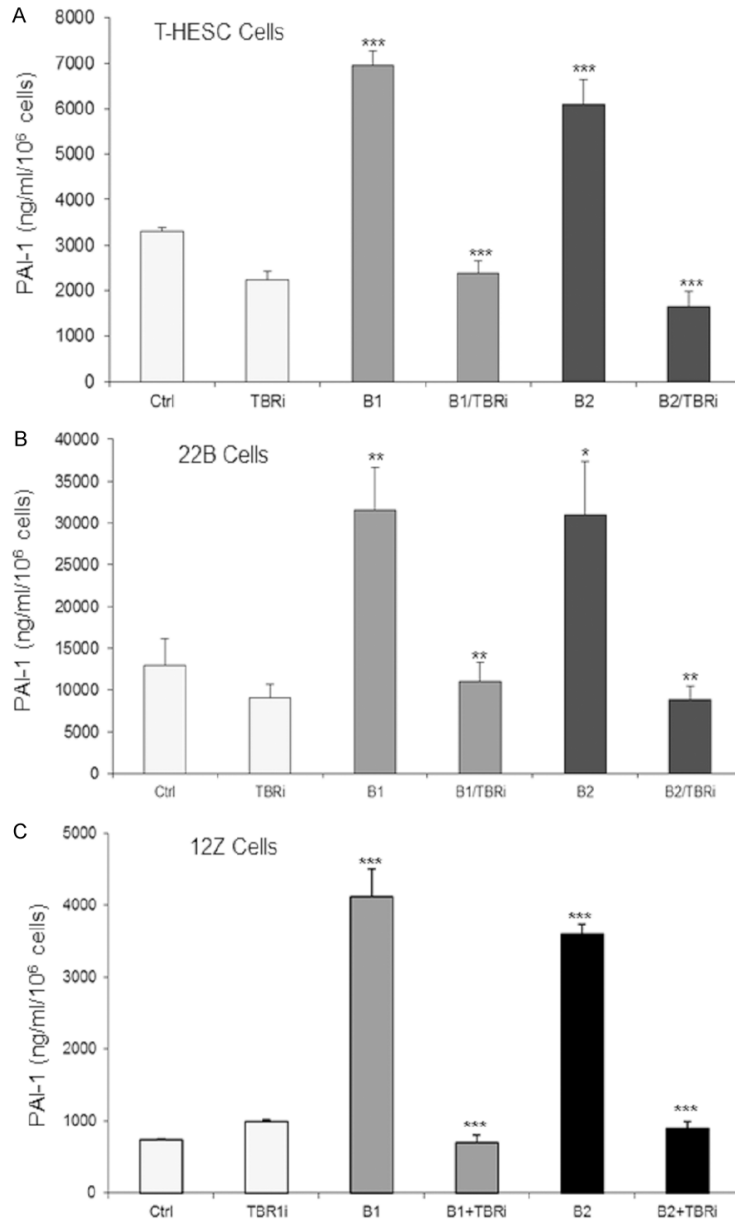 A
T-HESC Cells
PAI-1 (ng/ml/10⁶ cells)
8000
7000
6000
5000
4000
3000
2000
1000
0
*** *** *** ***
Ctrl TBRi B1 B1/TBRi B2 B2/TBRi
B
22B Cells
PAI-1 (ng/ml/10⁶ cells)
40000
35000
30000
25000
20000
15000
10000
5000
0
** ** * **
Ctrl TBRi B1 B1/TBRi B2 B2/TBRi
C
12Z Cells
PAI-1 (ng/ml/10⁶ cells)
5000
4000
3000
2000
1000
0
*** *** *** ***
Ctrl TBR1i B1 B1+TBRi B2 B2+TBRi